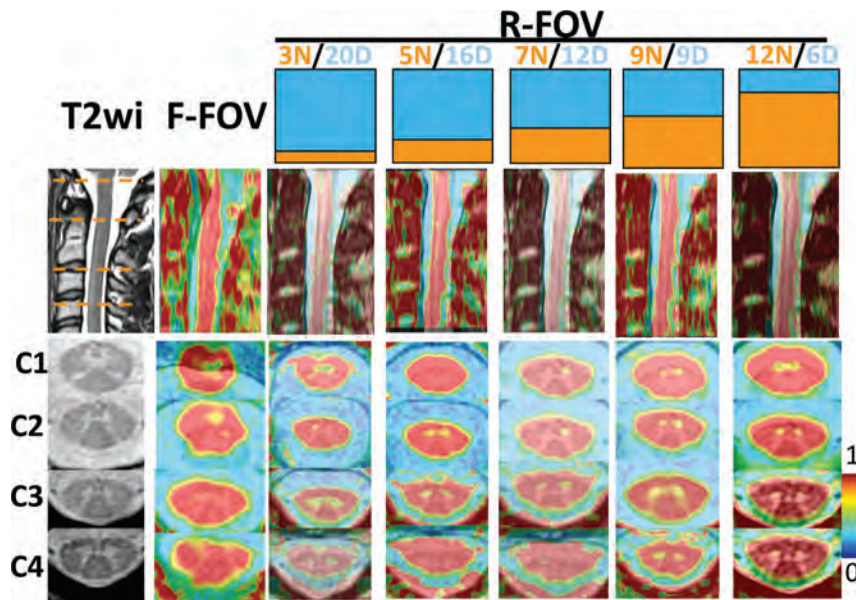 R-FOV
3N/20D 5N/16D 7N/12D 9N/9D 12N/6D
T2wi F-FOV
C1
C2
C3
1
C4
0